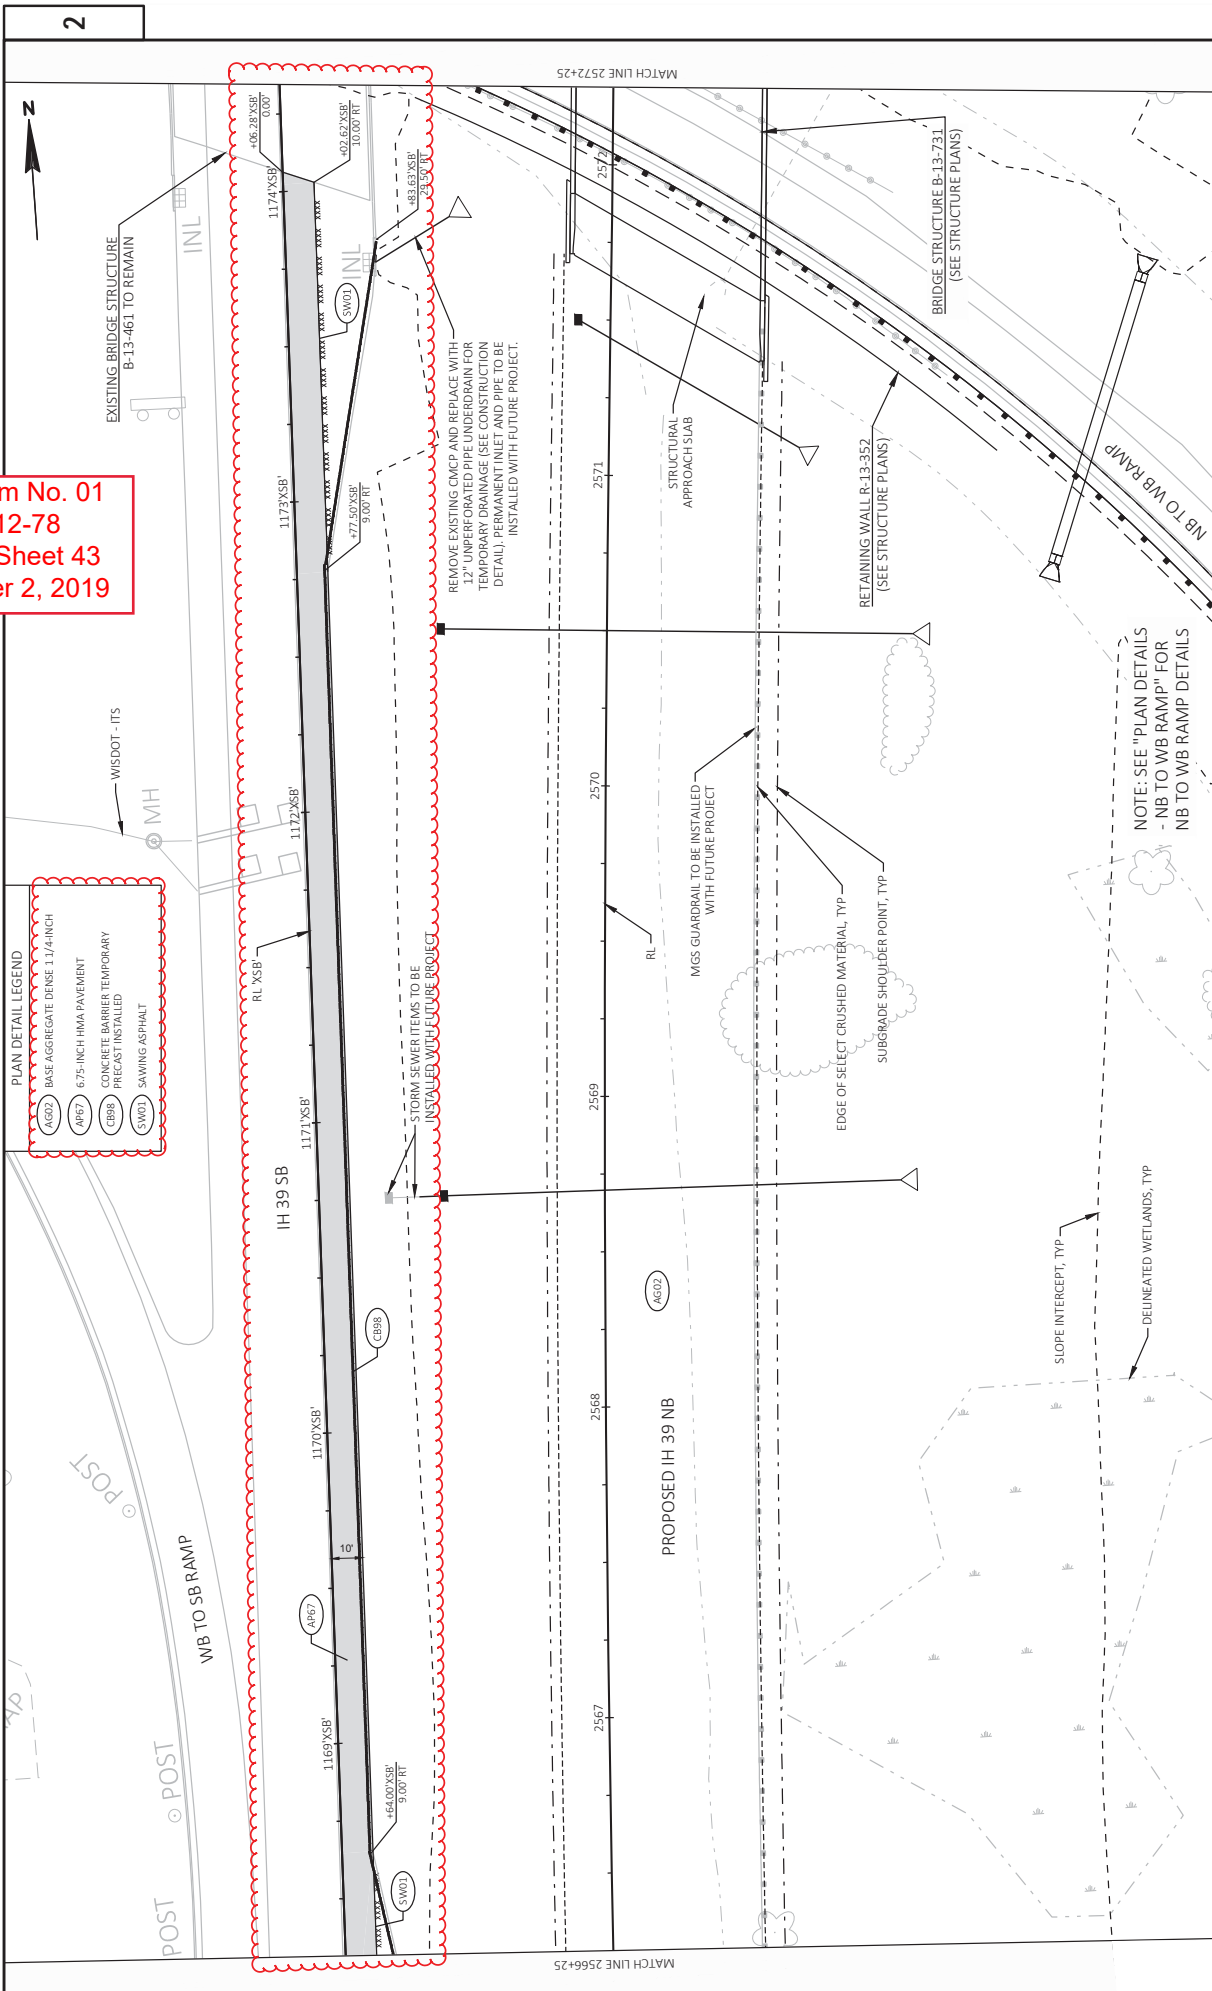 2
MATCH LINE 2572+25
N
EXISTING BRIDGE STRUCTURE
B-13-461 TO REMAIN
INL
+06.28'XSB'
0.00'
+02.62'XSB'
10.00' RT
1174'XSB'
+83.63'XSB'
29.50' RT
INL
SW01
REMOVE EXISTING CMCP AND REPLACE WITH
12" UNPERFORATED PIPE UNDERDRAIN FOR
TEMPORARY DRAINAGE (SEE CONSTRUCTION
DETAIL). PERMANENT INLET AND PIPE TO BE
INSTALLED WITH FUTURE PROJECT.
2572
BRIDGE STRUCTURE B-13-731
(SEE STRUCTURE PLANS)
STRUCTURAL
APPROACH SLAB
2571
RETAINING WALL R-13-352
(SEE STRUCTURE PLANS)
NB TO WB RAMP
m No. 01
12-78
Sheet 43
er 2, 2019
1173'XSB'
+77.50'XSB'
9.00' RT
WISDOT - ITS
MH
1172'XSB'
NOTE: SEE "PLAN DETAILS
- NB TO WB RAMP" FOR
NB TO WB RAMP DETAILS
2570
MGS GUARDRAIL TO BE INSTALLED
WITH FUTURE PROJECT
RL
EDGE OF SELECT CRUSHED MATERIAL, TYP
SUBGRADE SHOULDER POINT, TYP
PLAN DETAIL LEGEND
AG02
BASE AGGREGATE DENSE 1 1/4-INCH
AP67
6.75-INCH HMA PAVEMENT
CB98
CONCRETE BARRIER TEMPORARY
PRECAST INSTALLED
SW01
SAWING ASPHALT
RL 'XSB'
1171'XSB'
STORM SEWER ITEMS TO BE
INSTALLED WITH FUTURE PROJECT
IH 39 SB
2569
AG02
SLOPE INTERCEPT, TYP
DELINEATED WETLANDS, TYP
CB98
1170'XSB'
2568
PROPOSED IH 39 NB
POST
WB TO SB RAMP
10'
AP67
1169'XSB'
2567
+64.00'XSB'
9.00' RT
POST
SW01
POST
MATCH LINE 2566+25